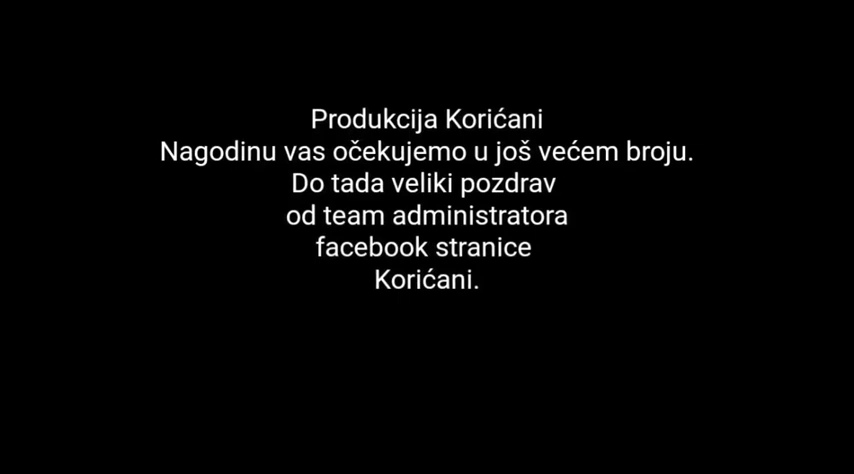 Produkcija Korićani
Nagodinu vas očekujemo u još većem broju.
Do tada veliki pozdrav
od team administratora
facebook stranice
Korićani.